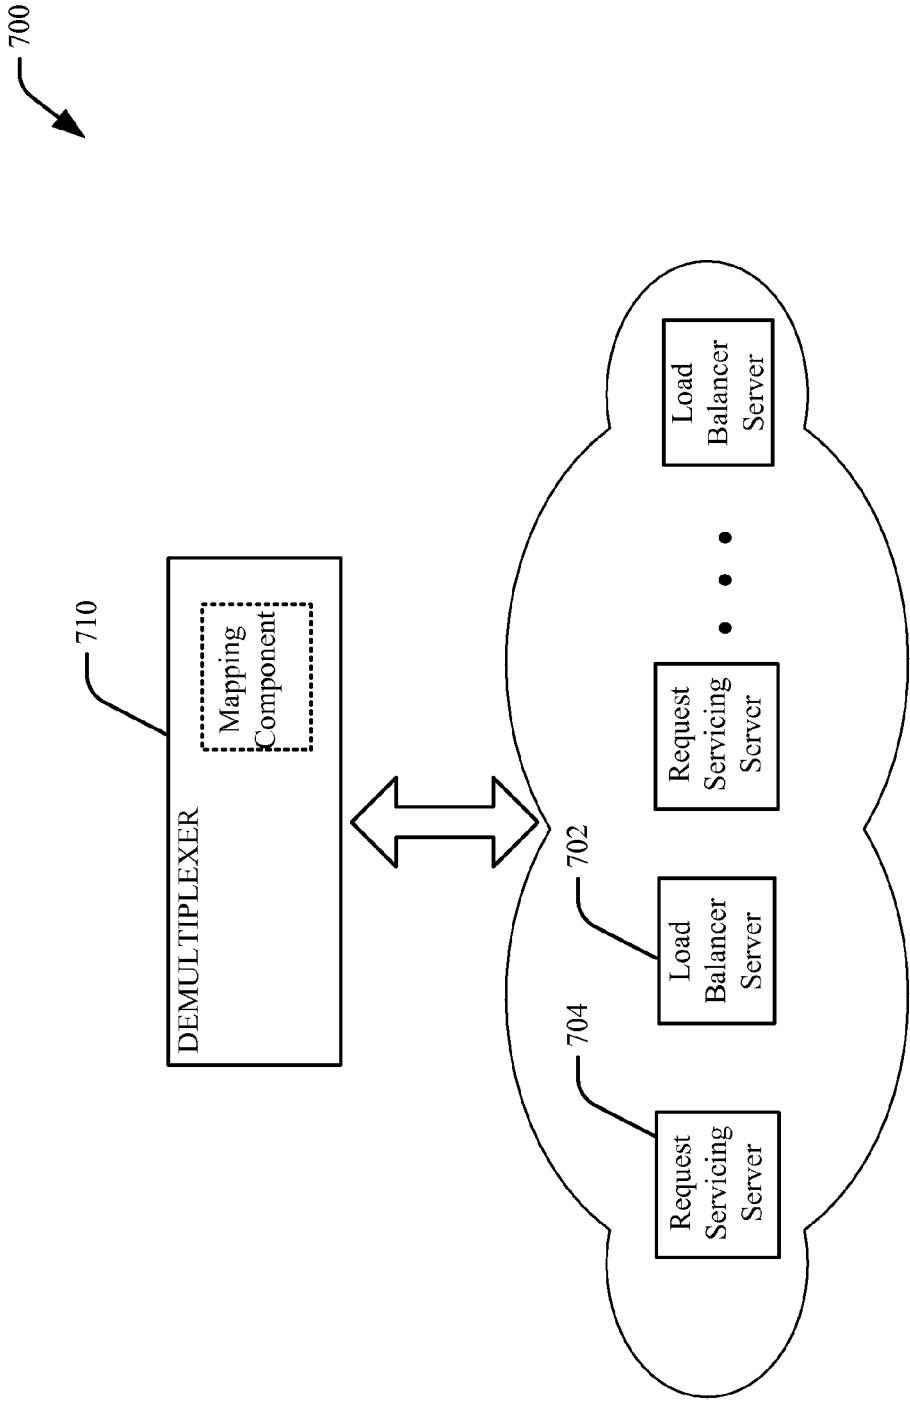 700
710
DEMULTIPLEXER
Mapping
Component
704
702
Request
Servicing
Server
Load
Balancer
Server
Request
Servicing
Server
Load
Balancer
Server